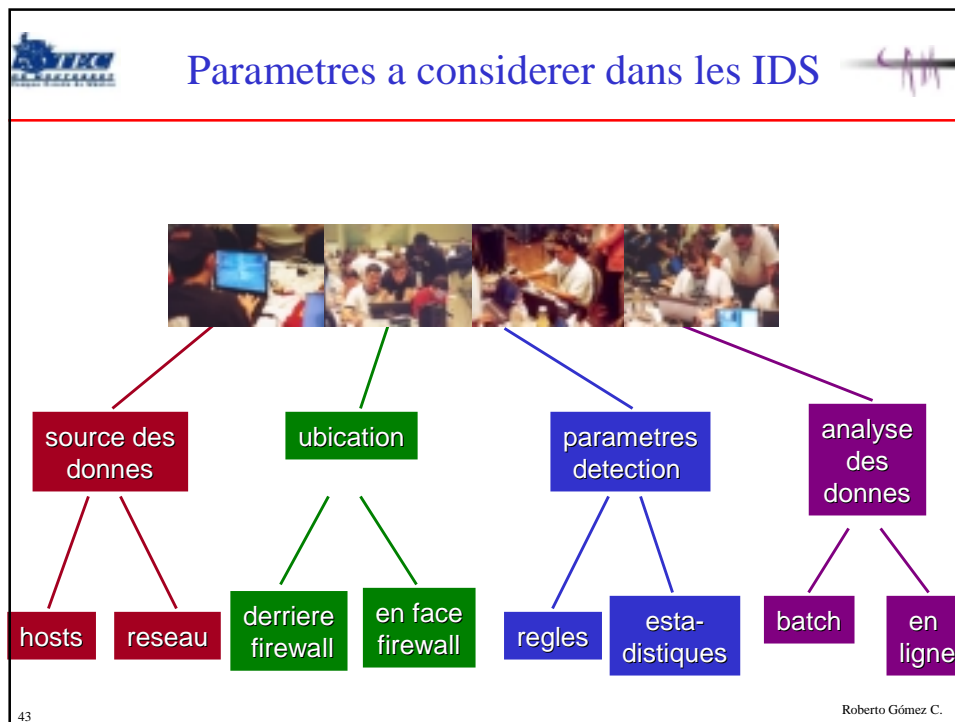 TEC
Parametres a considerer dans les IDS
source des
donnes
ubication
parametres
detection
analyse
des
donnes
hosts
reseau
derriere
firewall
en face
firewall
regles
esta-
distiques
batch
en
ligne
43
Roberto Gómez C.